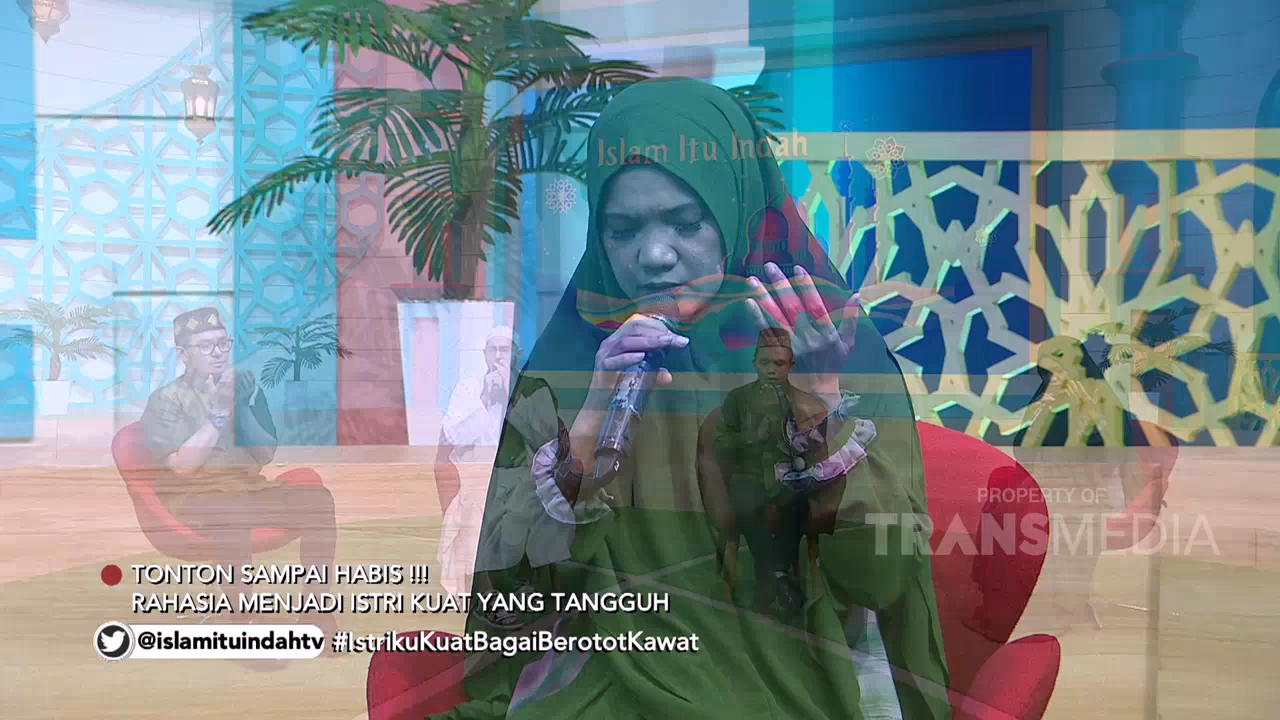 Islam Itu Indah
PROPERTY OF
TRANSMEDIA
TONTON SAMPAI HABIS !!!
RAHASIA MENJADI ISTRI KUAT YANG TANGGUH
@islamituindahtv #IstrikuKuatBagaiBerototKawat